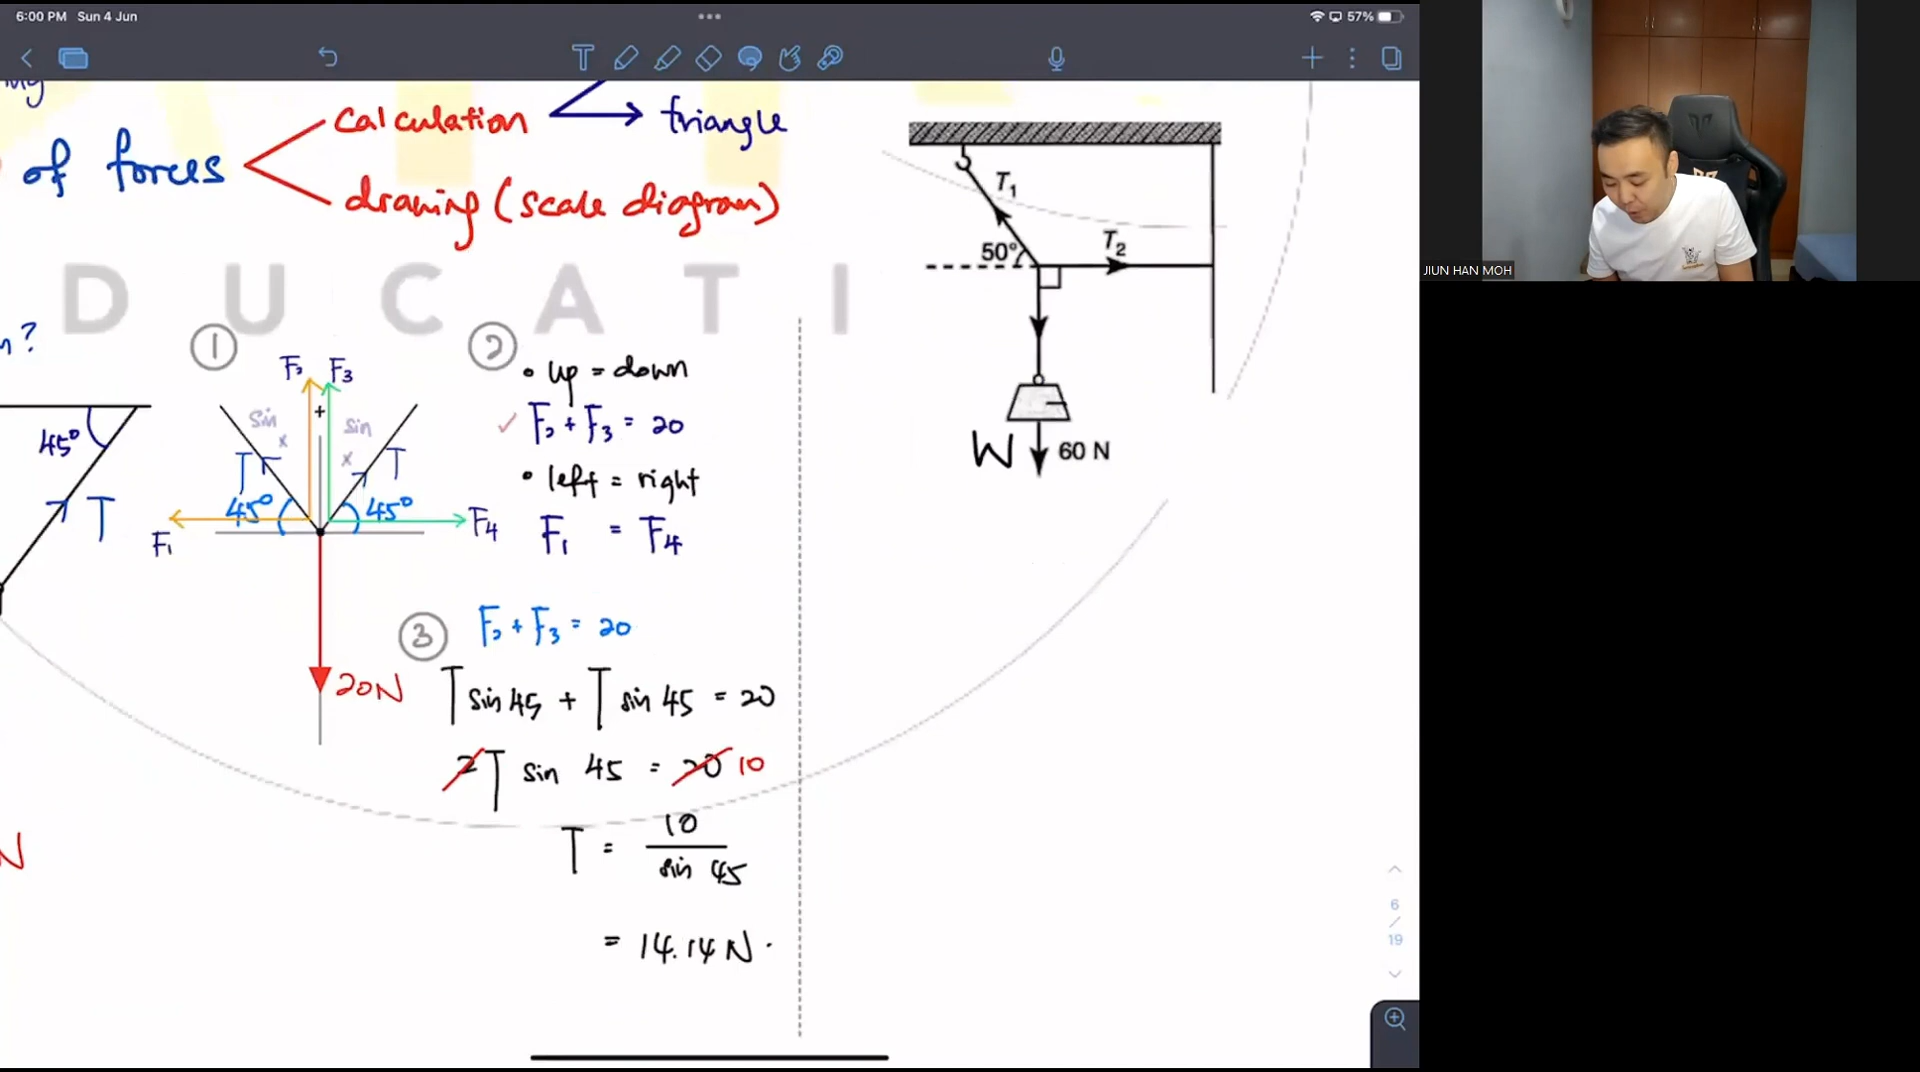 6:00 PM Sun 4 Jun
57%
T
calculation
triangle
of forces
drawing (scale diagram)
D U C A T I
T₁
50°
T₂
W
60 N
?
45°
T
N
①
F₂ F₃
+
sin sin
x x
T T
45° 45°
F₁
F₄
20N
②
• up = down
✓ F₂ + F₃ = 20
• left = right
F₁ = F₄
③
F₂ + F₃ = 20
T sin 45 + T sin 45 = 20
2T sin 45 = 20 10
T = 10
sin 45
= 14.14 N.
6
/
19
JIUN HAN MOH